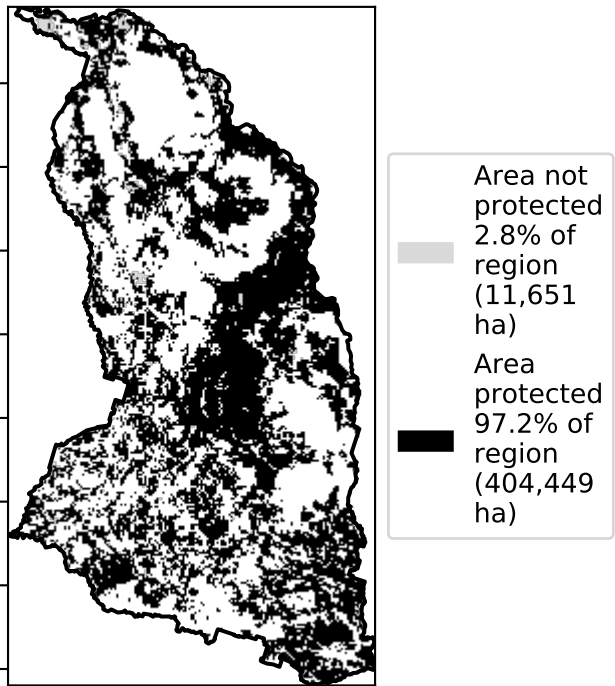 Area not
protected
2.8% of
region
(11,651
ha)
Area
protected
97.2% of
region
(404,449
ha)